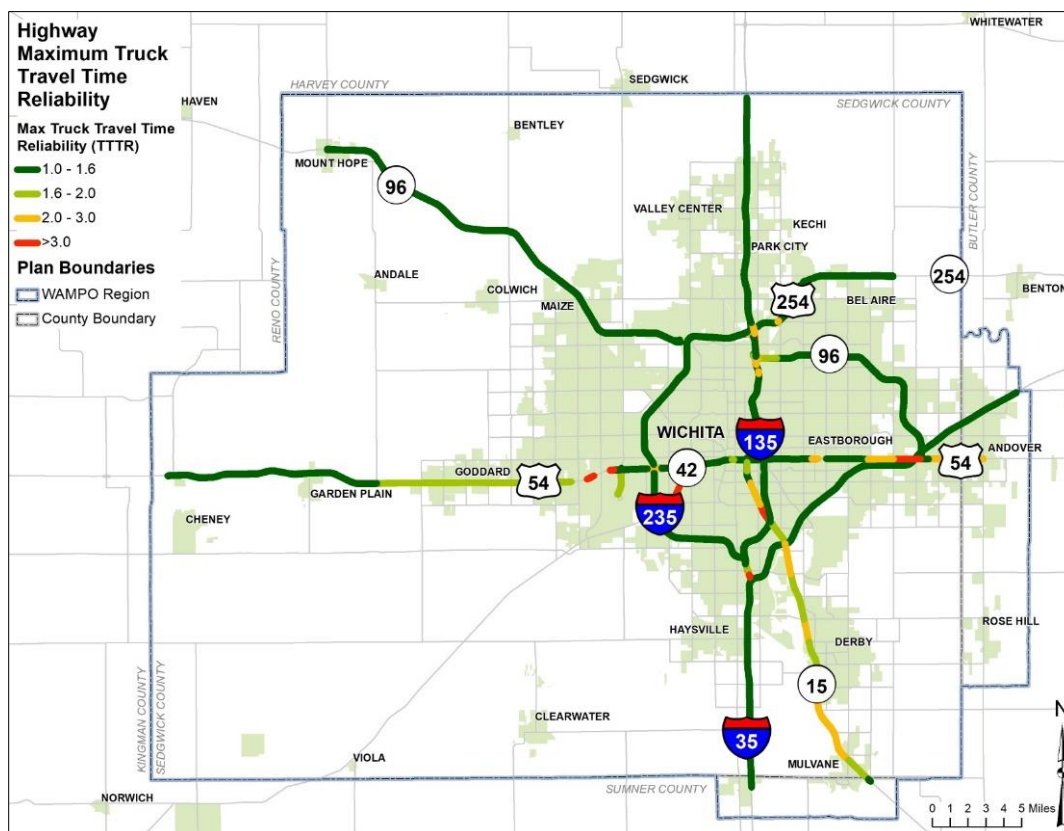 Highway
Maximum Truck
Travel Time
Reliability
Max Truck Travel Time
Reliability (TTTR)
1.0 - 1.6
1.6 - 2.0
2.0 - 3.0
>3.0
Plan Boundaries
WAMPO Region
County Boundary
WHITEWATER
SEDGWICK
HARVEY COUNTY
SEDGWICK COUNTY
HAVEN
BENTLEY
MOUNT HOPE
96
VALLEY CENTER
KECHI
PARK CITY
BUTLER COUNTY
RENO COUNTY
ANDALE
COLWICH
MAIZE
254
BEL AIRE
254
BENTON
96
WICHITA
135
EASTBOROUGH
ANDOVER
GODDARD
54
42
54
GARDEN PLAIN
235
CHENEY
HAYSVILLE
DERBY
ROSE HILL
15
CLEARWATER
35
KINGMAN COUNTY
SEDGWICK COUNTY
VIOLA
MULVANE
SUMNER COUNTY
NORWICH
N
0 1 2 3 4 5 Miles